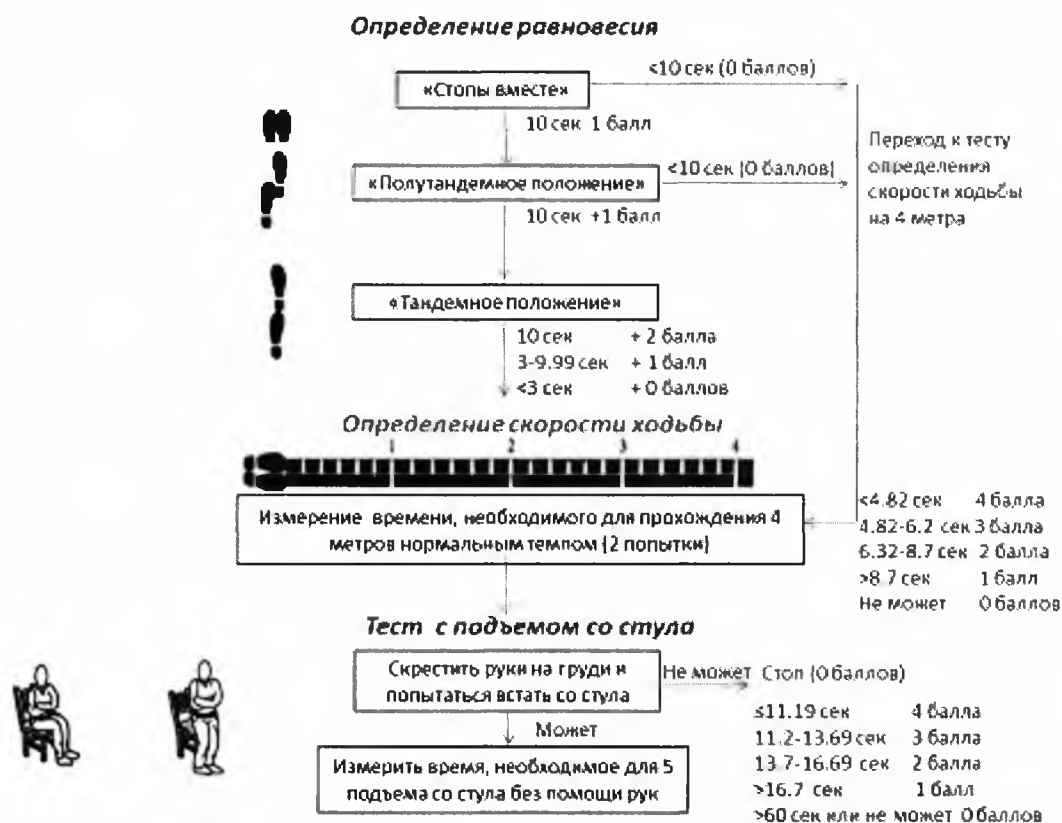 Определение равновесия
<10 сек (0 баллов)
«Стопы вместе»
10 сек 1 балл
Переход к тесту
определения
скорости ходьбы
на 4 метра
<10 сек (0 баллов)
«Полутандемное положение»
10 сек +1 балл
«Тандемное положение»
10 сек + 2 балла
3-9.99 сек + 1 балл
<3 сек + 0 баллов
Определение скорости ходьбы
1 2 3 4
Измерение времени, необходимого для прохождения 4
метров нормальным темпом (2 попытки)
<4.82 сек 4 балла
4.82-6.2 сек 3 балла
6.32-8.7 сек 2 балла
>8.7 сек 1 балл
Не может 0 баллов
Тест с подъемом со стула
Скрестить руки на груди и
попытаться встать со стула
Не может Стоп (0 баллов)
Может
Измерить время, необходимое для 5
подъема со стула без помощи рук
≤11.19 сек 4 балла
11.2-13.69 сек 3 балла
13.7-16.69 сек 2 балла
>16.7 сек 1 балл
>60 сек или не может 0 баллов